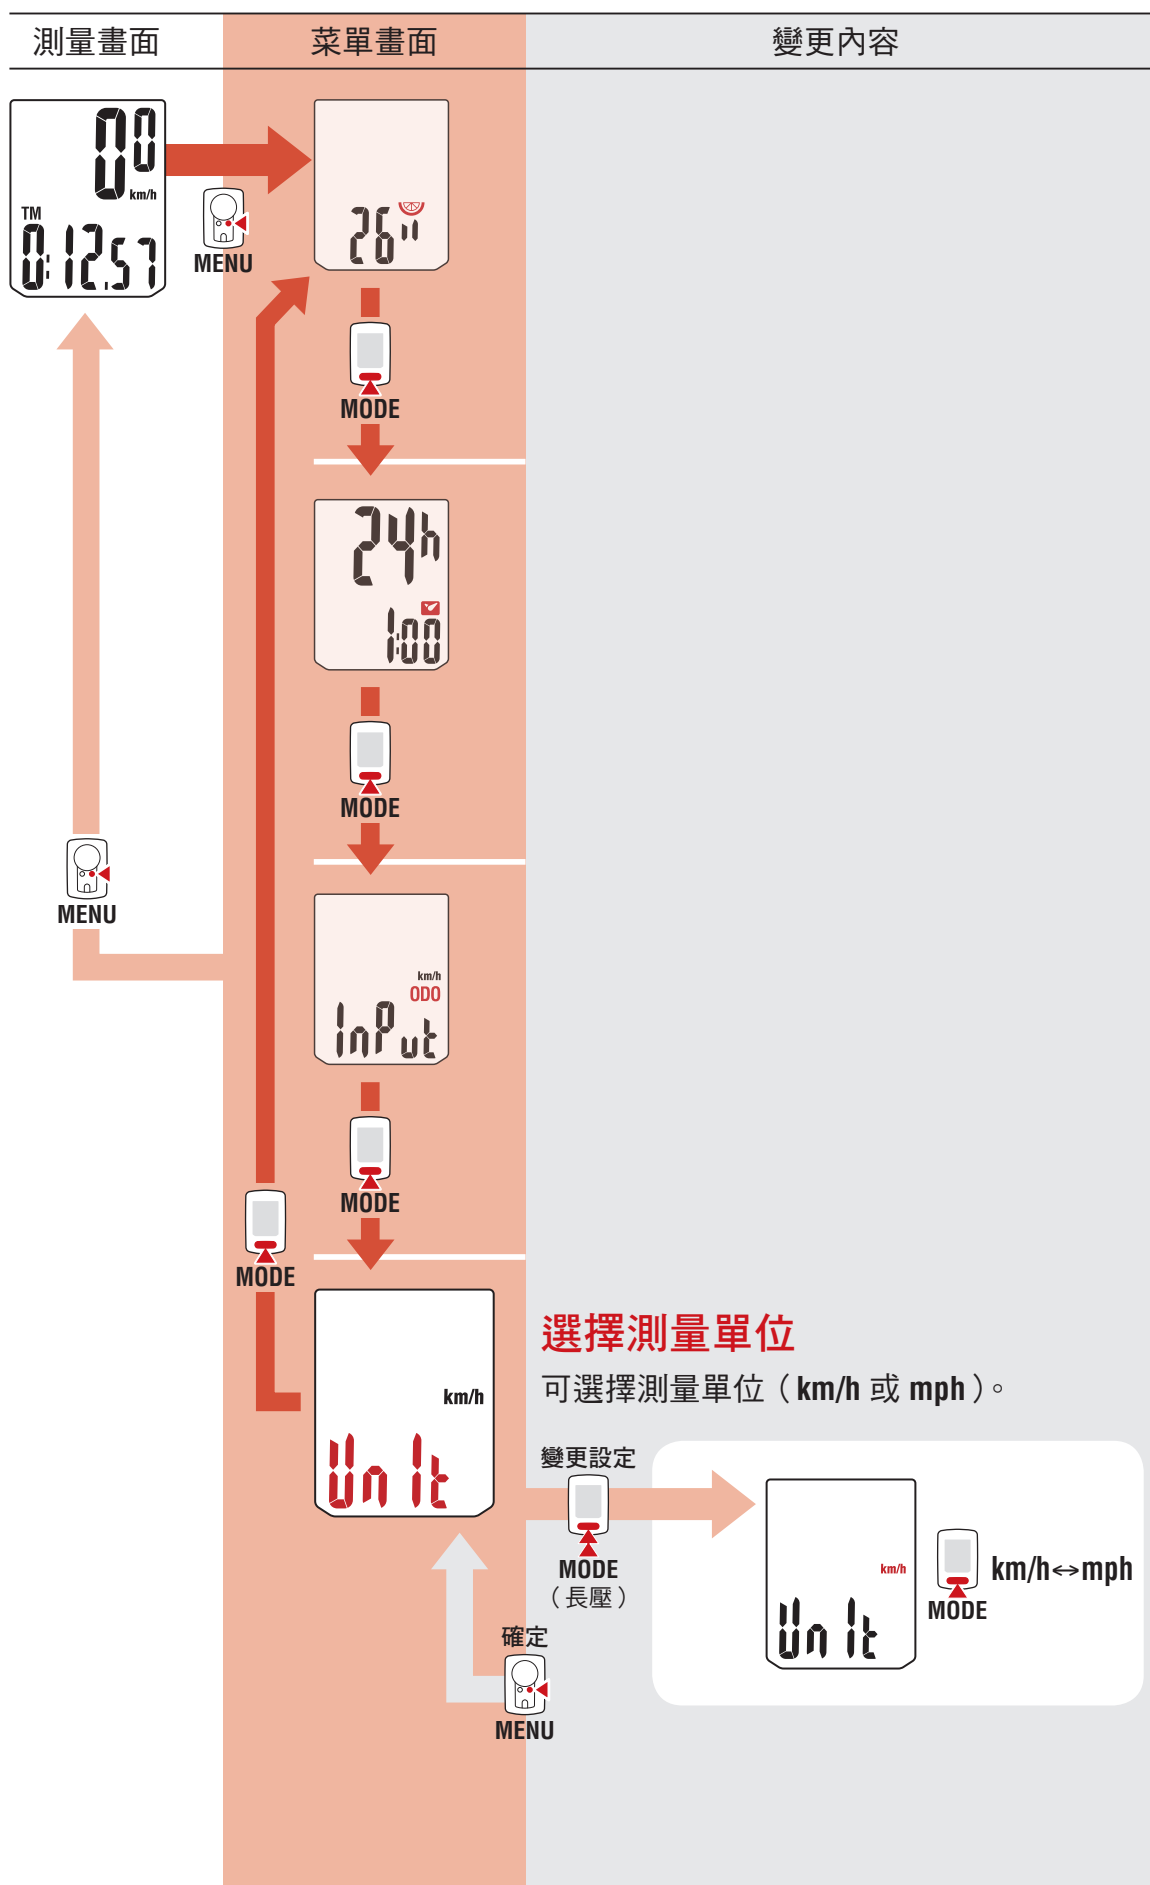 測量畫面
菜單畫面
變更內容
00
km/h
TM
0:12.57
MENU
26"
MODE
24h
1:00
MODE
MENU
km/h
ODO
InPut
MODE
MODE
km/h
UnIt
選擇測量單位
可選擇測量單位（km/h 或 mph）。
變更設定
MODE
（長壓）
km/h
UnIt
MODE
km/h↔mph
確定
MENU